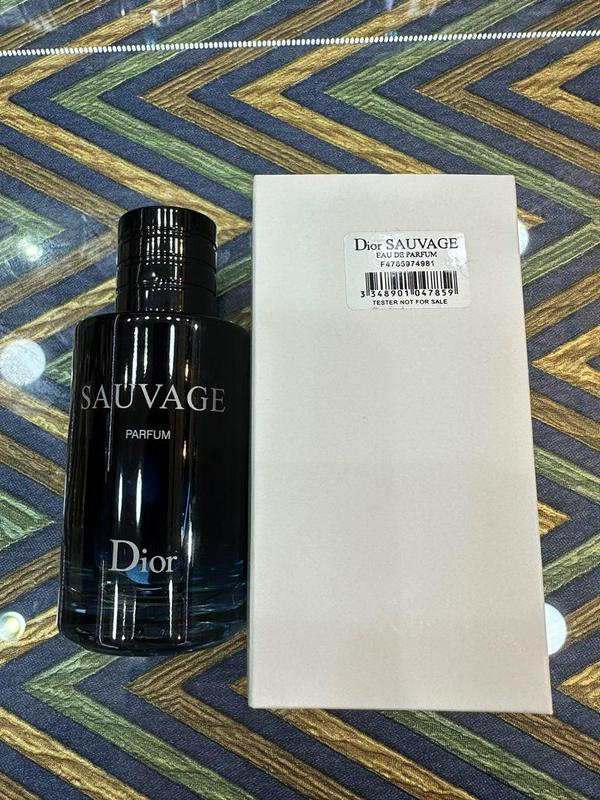 SAUVAGE
PARFUM
Dior
Dior SAUVAGE
EAU DE PARFUM
F4785974981
3 348901 047859
TESTER NOT FOR SALE